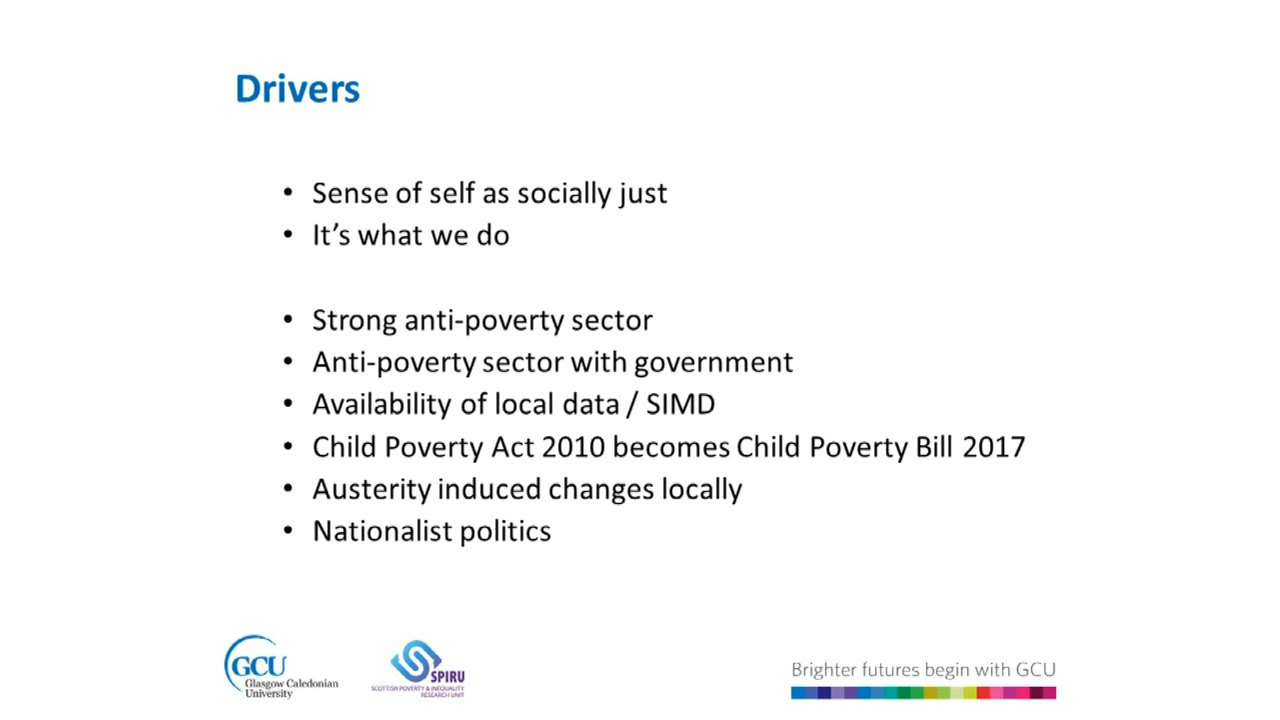 Drivers
• Sense of self as socially just
• It’s what we do
• Strong anti-poverty sector
• Anti-poverty sector with government
• Availability of local data / SIMD
• Child Poverty Act 2010 becomes Child Poverty Bill 2017
• Austerity induced changes locally
• Nationalist politics
GCU
Glasgow Caledonian
University
SPIRU
SCOTTISH POVERTY & INEQUALITY
RESEARCH UNIT
Brighter futures begin with GCU